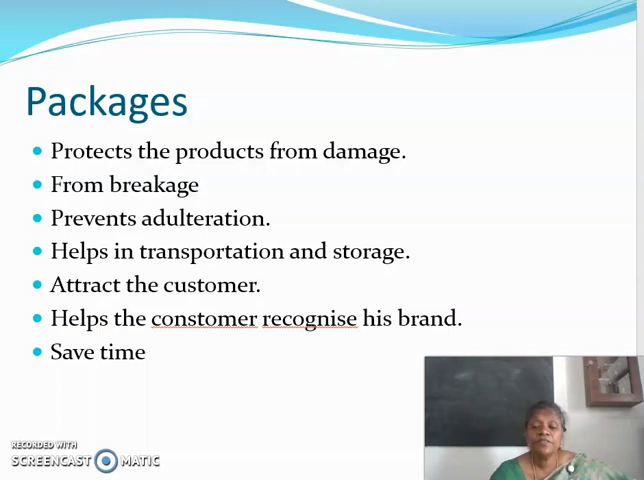 Packages
Protects the products from damage.
From breakage
Prevents adulteration.
Helps in transportation and storage.
Attract the customer.
Helps the constomer recognise his brand.
Save time
RECORDED WITH
SCREENCAST MATIC